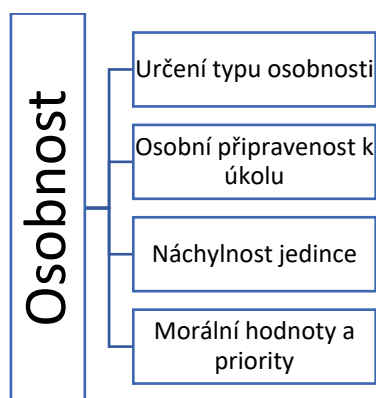 Osobnost
Určení typu osobnosti
Osobní připravenost k
úkolu
Náchylnost jedince
Morální hodnoty a
priority